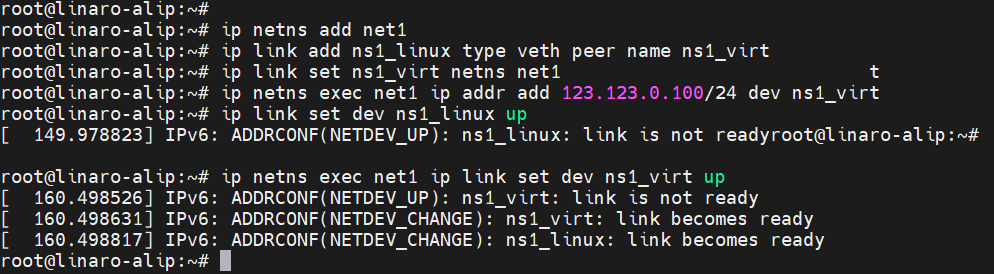 root@linaro-alip:~#
root@linaro-alip:~# ip netns add net1
root@linaro-alip:~# ip link add ns1_linux type veth peer name ns1_virt
root@linaro-alip:~# ip link set ns1_virt netns net1                             t
root@linaro-alip:~# ip netns exec net1 ip addr add 123.123.0.100/24 dev ns1_virt
root@linaro-alip:~# ip link set dev ns1_linux up
[  149.978823] IPv6: ADDRCONF(NETDEV_UP): ns1_linux: link is not readyroot@linaro-alip:~#
root@linaro-alip:~# ip netns exec net1 ip link set dev ns1_virt up
[  160.498526] IPv6: ADDRCONF(NETDEV_UP): ns1_virt: link is not ready
[  160.498631] IPv6: ADDRCONF(NETDEV_CHANGE): ns1_virt: link becomes ready
[  160.498817] IPv6: ADDRCONF(NETDEV_CHANGE): ns1_linux: link becomes ready
root@linaro-alip:~#